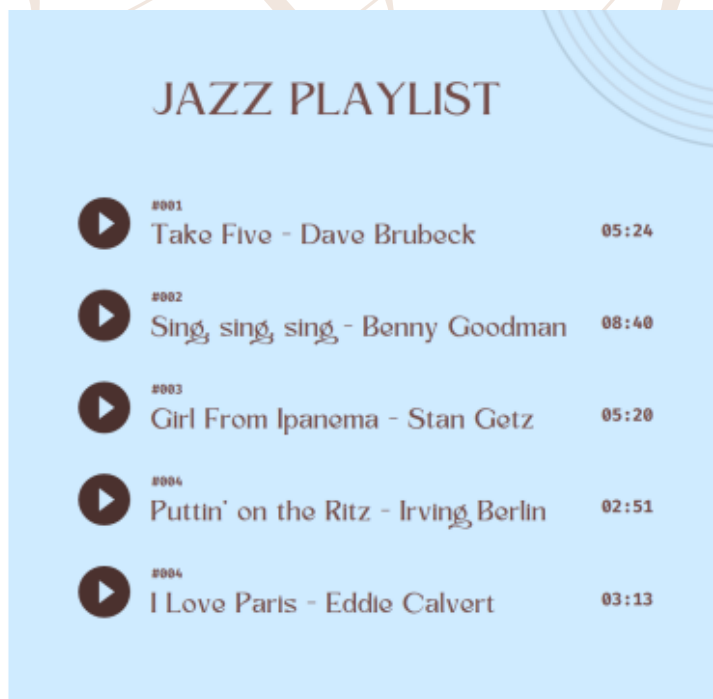 JAZZ PLAYLIST
#001
Take Five - Dave Brubeck
05:24
#002
Sing, sing, sing - Benny Goodman
08:40
#003
Girl From Ipanema - Stan Getz
05:20
#004
Puttin' on the Ritz - Irving Berlin
02:51
#004
I Love Paris - Eddie Calvert
03:13